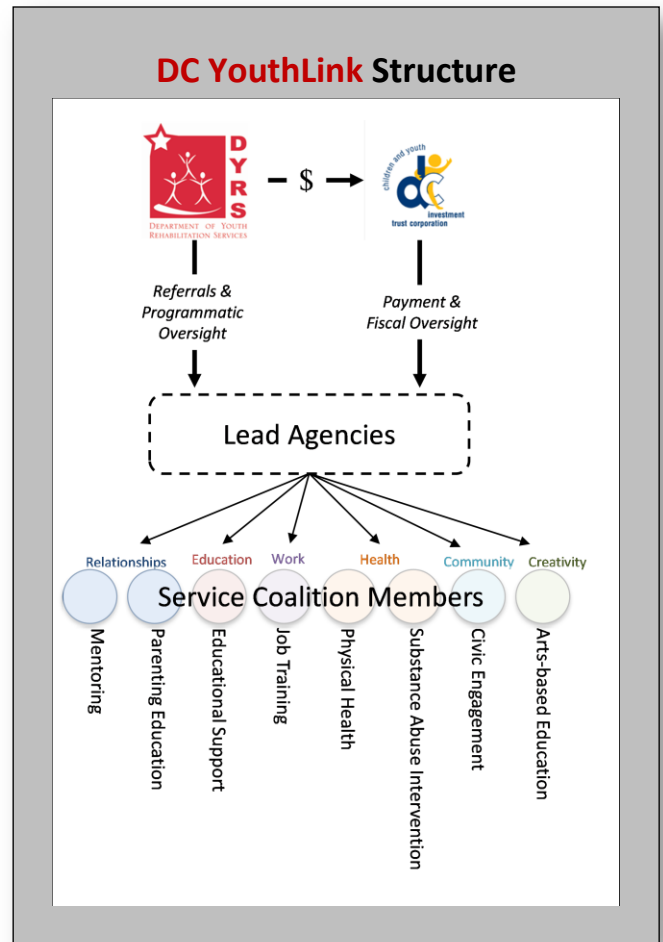 DC YouthLink Structure
DYRS
DEPARTMENT OF YOUTH
REHABILITATION SERVICES
$
children and youth
dc
investment
trust corporation
Referrals &
Programmatic
Oversight
Payment &
Fiscal Oversight
Lead Agencies
Relationships
Education
Work
Health
Community
Creativity
Service Coalition Members
Mentoring
Parenting Education
Educational Support
Job Training
Physical Health
Substance Abuse Intervention
Civic Engagement
Arts-based Education